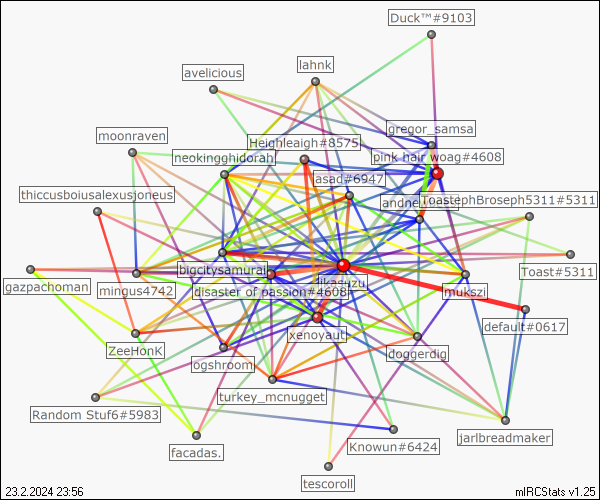 Duck™#9103
lahnk
avelicious
gregor_samsa
moonraven
Heighleaigh#8575
neokingghidorah
pink hair woag#4608
asad#6947
thiccusboiusalexusjoneus
ToastephBroseph5311#5311
bigcitysamurai
Toast#5311
gazpachoman
mingus4742
disaster of passion#4608
mukszi
default#0617
xenoyaut
ZeeHonK
ogshroom
doggerdig
turkey_mcnugget
Random Stuf6#5983
jarlbreadmaker
facadas.
Knowun#6424
tescoroll
23.2.2024 23:56
mIRCStats v1.25